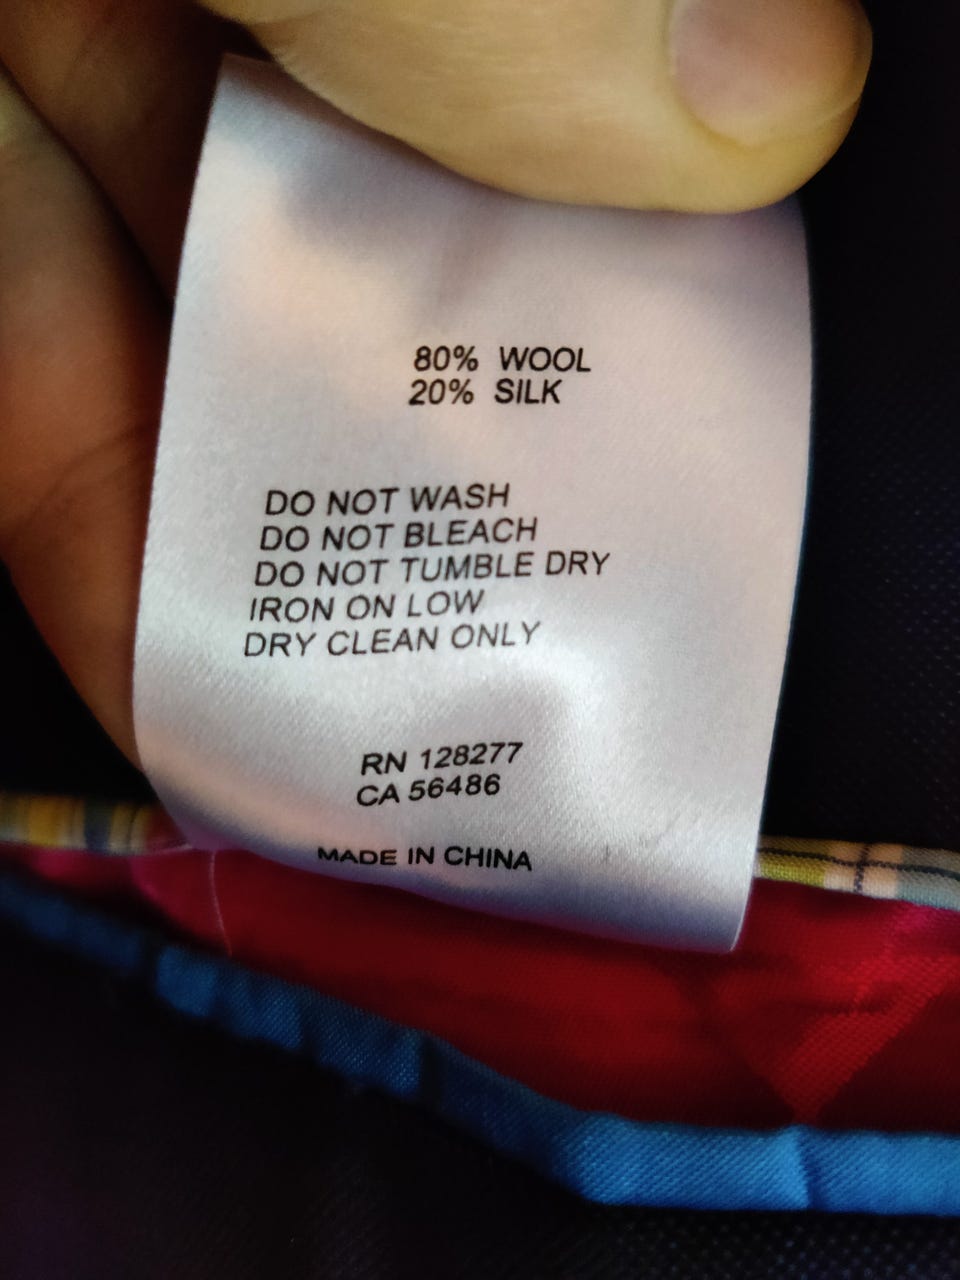 80% WOOL
20% SILK
DO NOT WASH
DO NOT BLEACH
DO NOT TUMBLE DRY
IRON ON LOW
DRY CLEAN ONLY
RN 128277
CA 56486
MADE IN CHINA